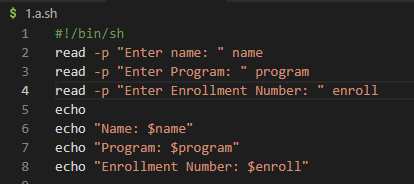 $ 1.a.sh
1 #!/bin/sh
2 read -p "Enter name: " name
3 read -p "Enter Program: " program
4 read -p "Enter Enrollment Number: " enroll
5 echo
6 echo "Name: $name"
7 echo "Program: $program"
8 echo "Enrollment Number: $enroll"